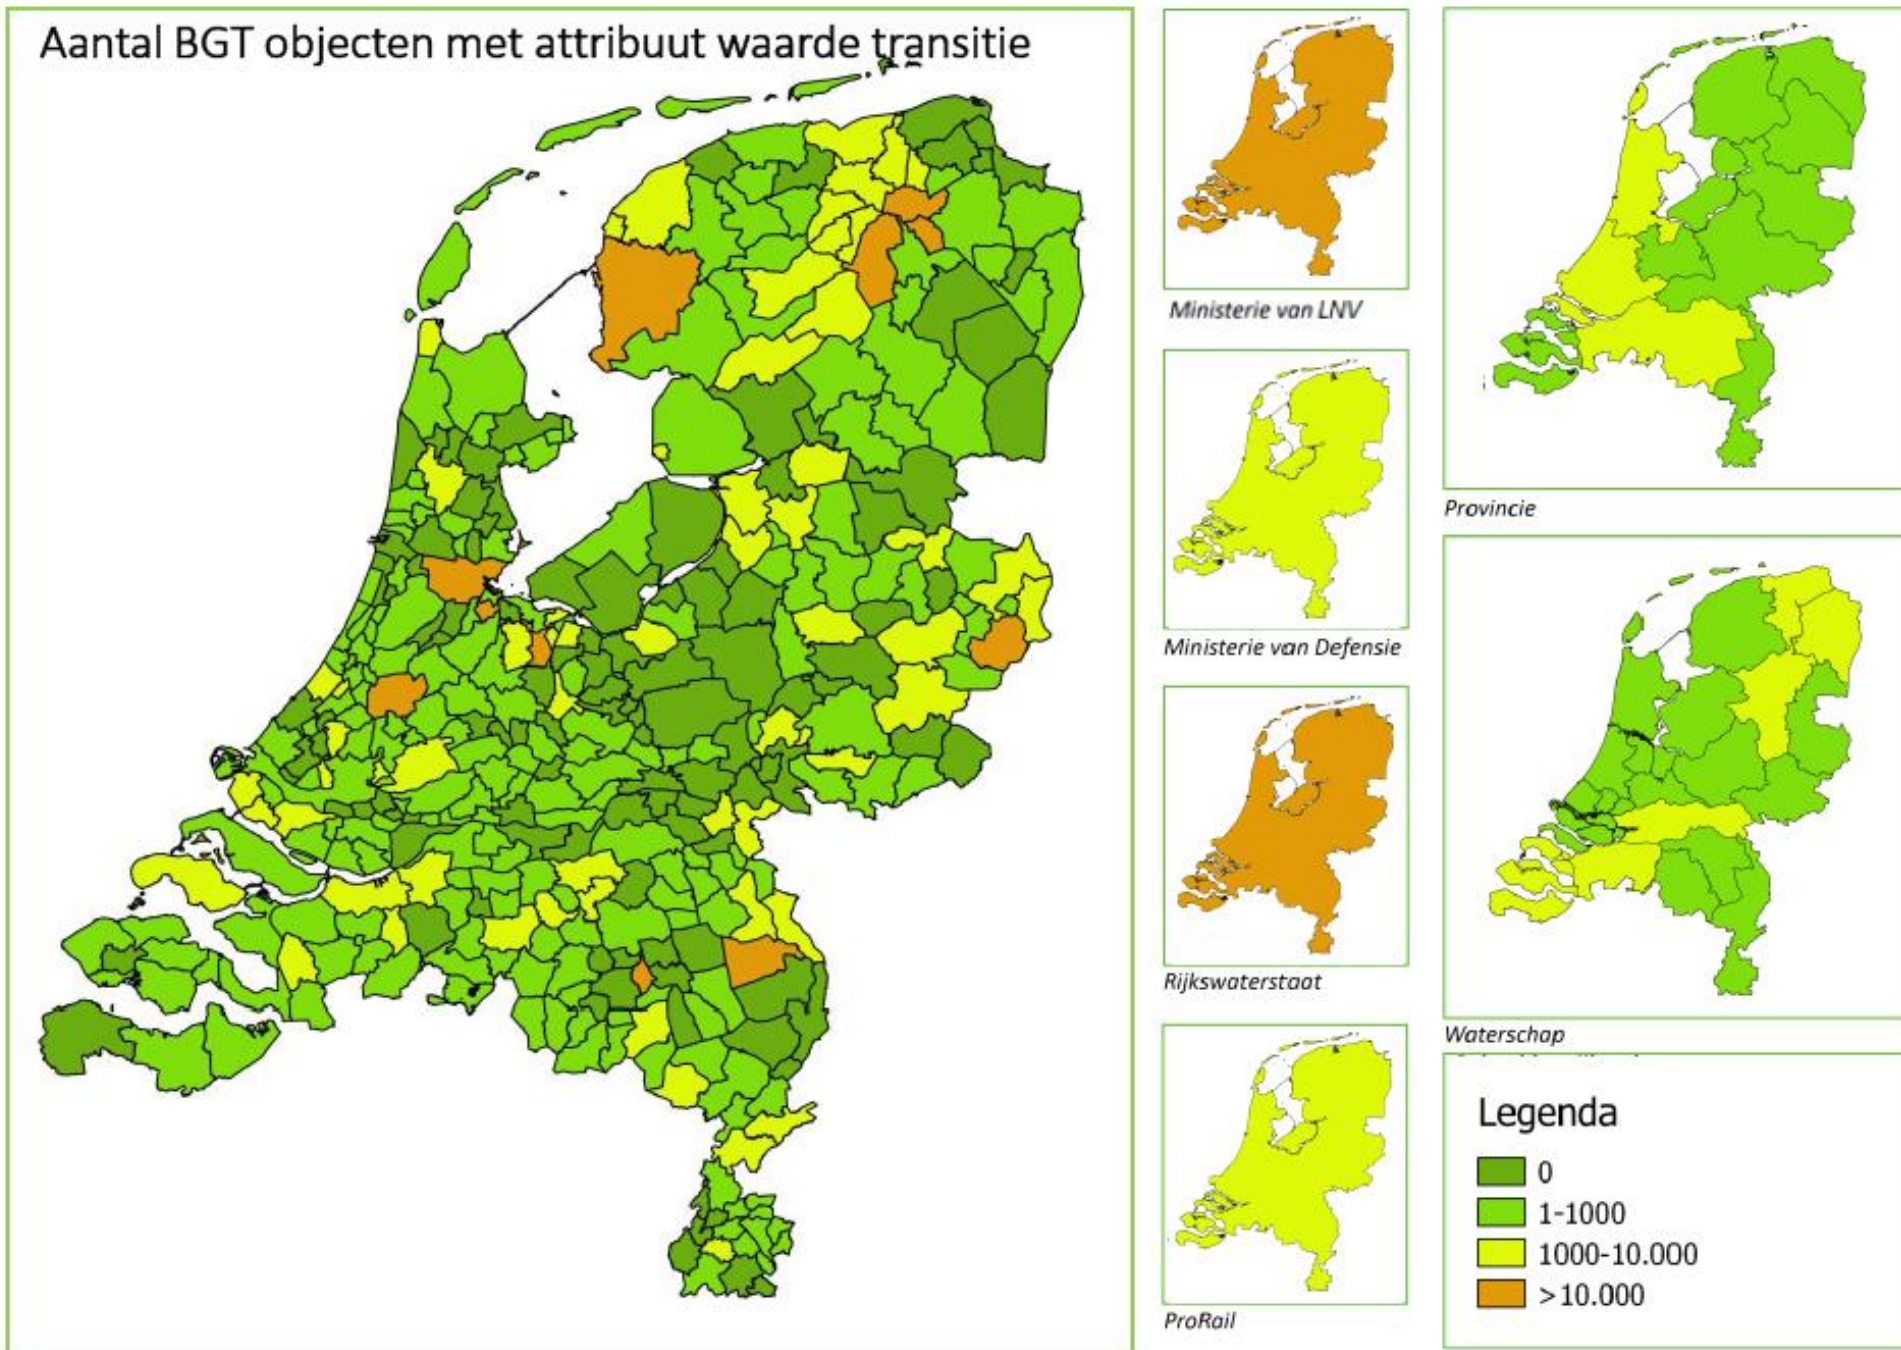 Aantal BGT objecten met attribuut waarde transitie
Ministerie van LNV
Ministerie van Defensie
Rijkswaterstaat
ProRail
Provincie
Waterschap
Legenda
0
1-1000
1000-10.000
>10.000